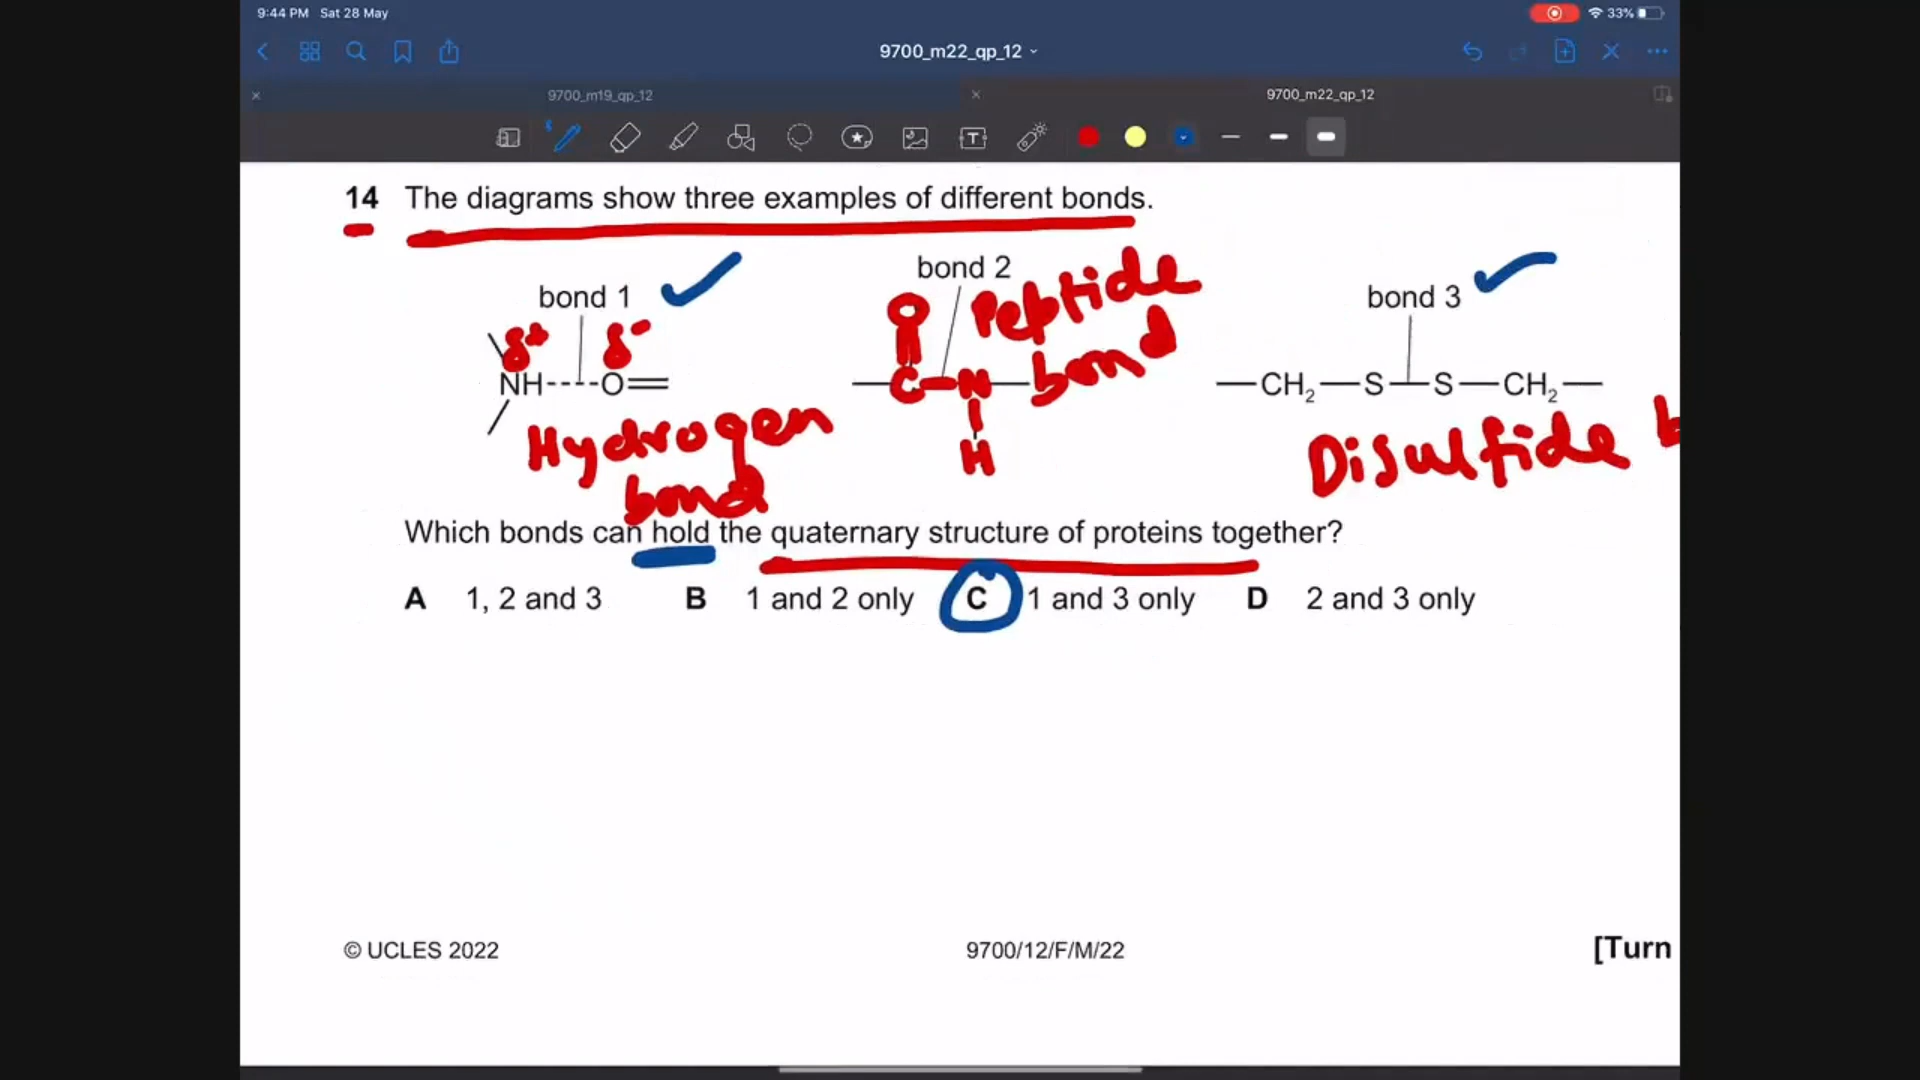 9:44 PM Sat 28 May
33%
9700_m22_qp_12
9700_m19_qp_12
9700_m22_qp_12
14 The diagrams show three examples of different bonds.
bond 1
bond 2
bond 3
δ+ δ-
Peptide
bond
O
NH----O
C-N
H
CH₂ S S CH₂
Hydrogen
bond
Disulfide
Which bonds can hold the quaternary structure of proteins together?
A 1, 2 and 3 B 1 and 2 only C 1 and 3 only D 2 and 3 only
© UCLES 2022 9700/12/F/M/22 [Turn